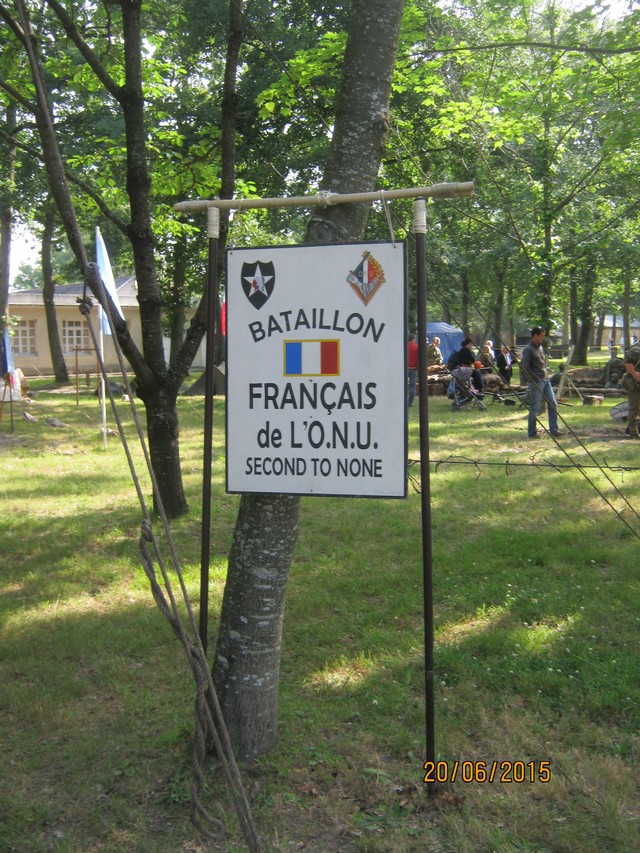 BATAILLON
FRANÇAIS
de L'O.N.U.
SECOND TO NONE
20/06/2015